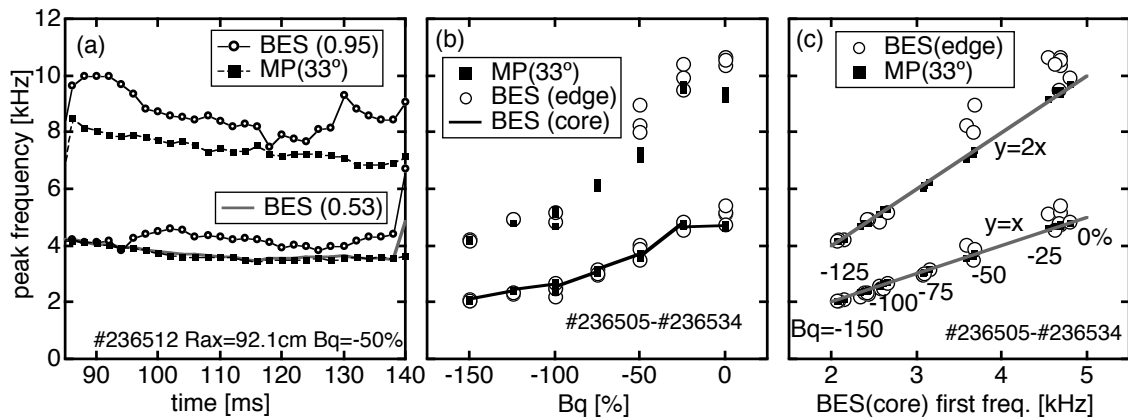 (a)
BES (0.95)
MP(33º)
BES (0.53)
#236512 Rax=92.1cm Bq=-50%
peak frequency [kHz]
12
10
8
6
4
2
0
90
100
110
120
130
140
time [ms]
(b)
MP(33º)
BES (edge)
BES (core)
#236505-#236534
-150
-100
-50
0
Bq [%]
(c)
BES(edge)
MP(33º)
y=2x
y=x
0%
-25
-50
-75
-100
-125
Bq=-150
#236505-#236534
2
3
4
5
BES(core) first freq. [kHz]